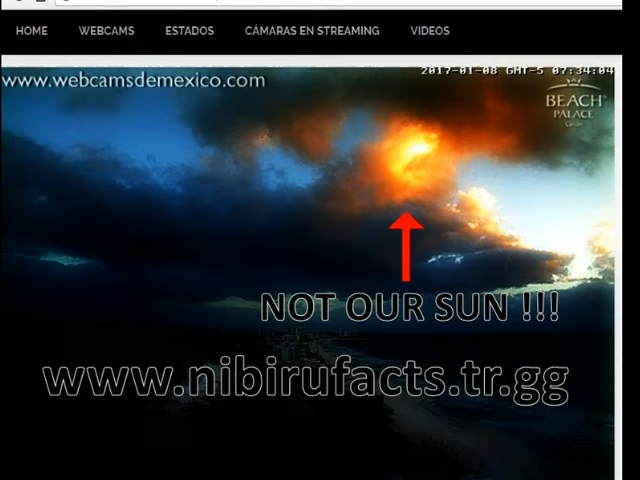 HOME WEBCAMS ESTADOS CÁMARAS EN STREAMING VIDEOS
2017-01-08 GMT-5 07:34:04
www.webcamsdemexico.com
BEACH
PALACE
NOT OUR SUN !!!
www.nibirufacts.tr.gg